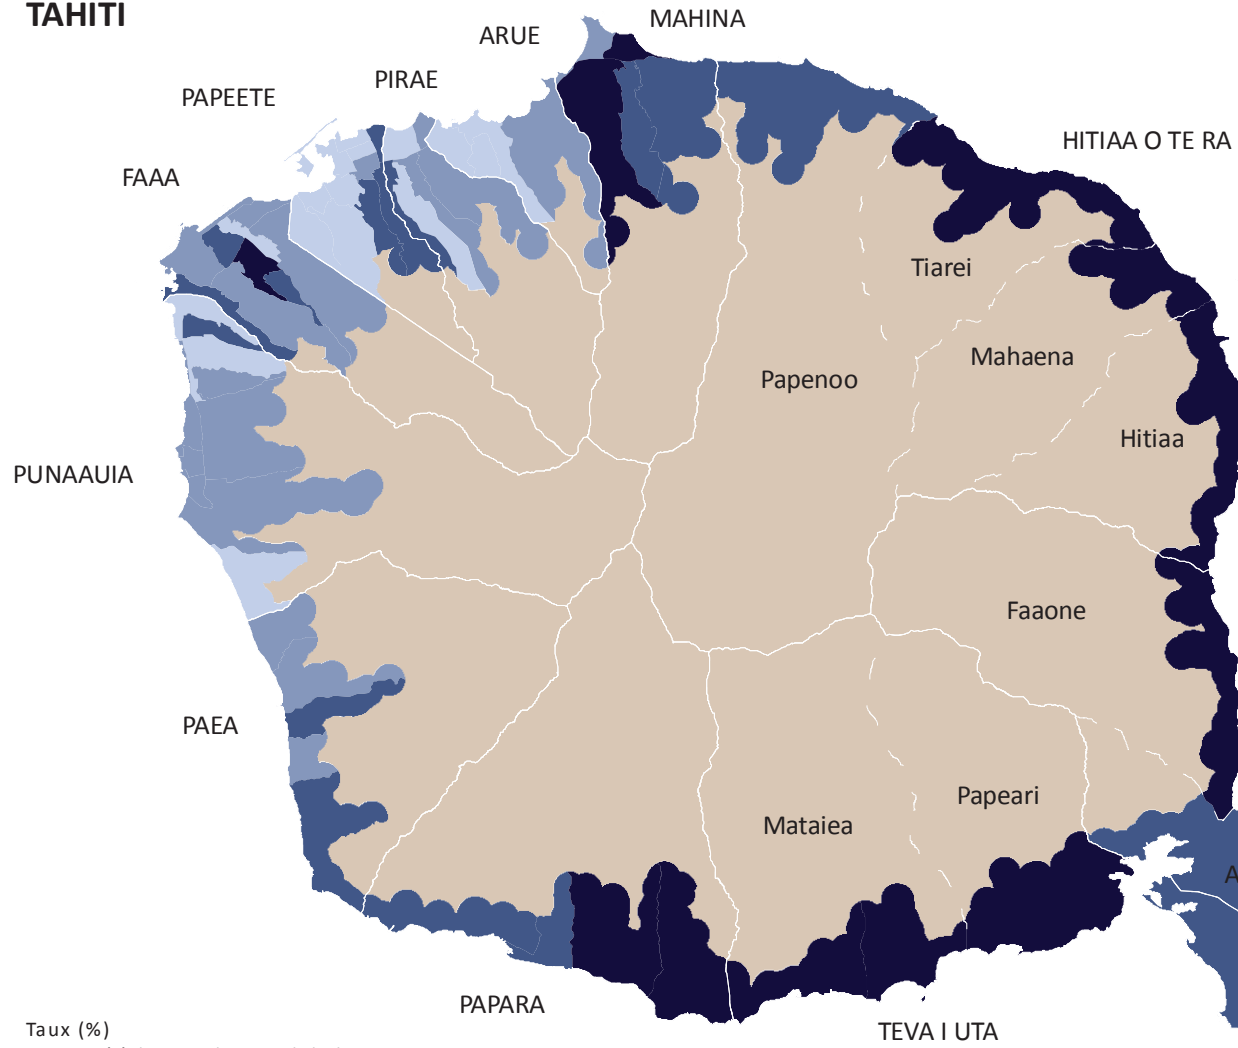 TAHITI
MAHINA
ARUE
PIRAE
PAPEETE
HITIAA O TE RA
FAAA
Tiarei
Mahaena
Papenoo
Hitiaa
PUNAAUIA
Faaone
PAEA
Papeari
Mataiea
A
PAPARA
Taux (%)
TEVA I UTA